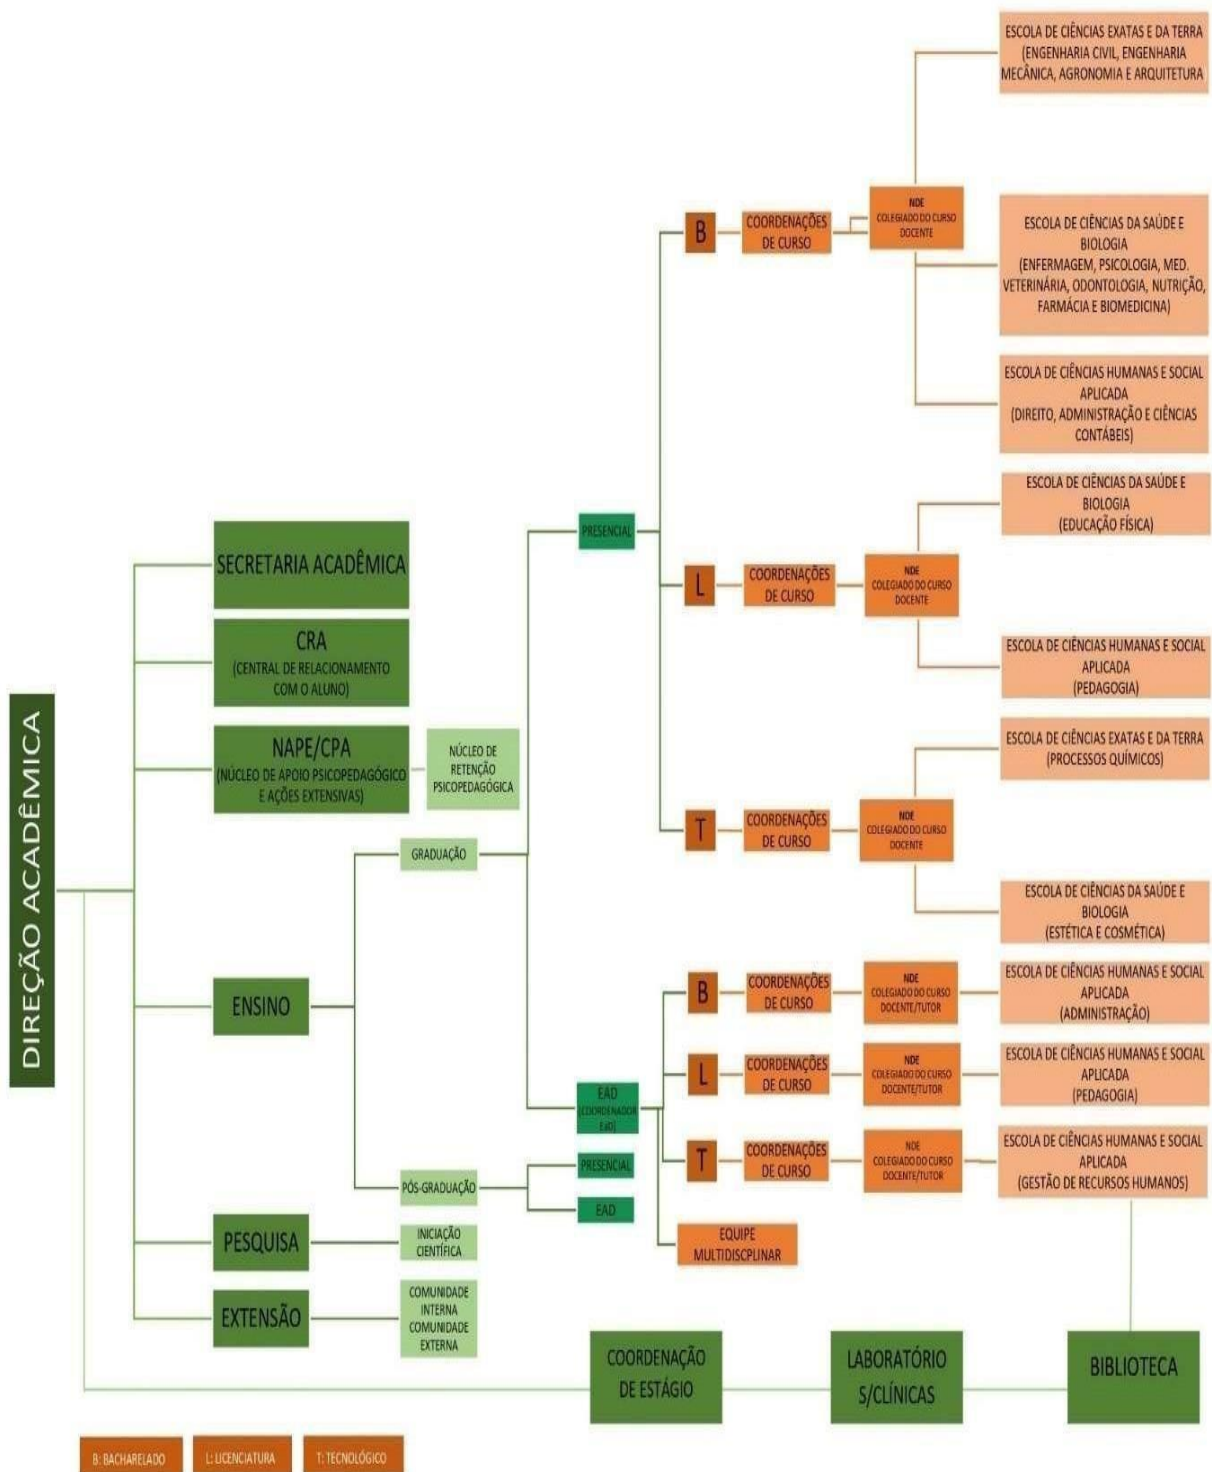 DIREÇÃO ACADÊMICA
SECRETARIA ACADÊMICA
CRA
(CENTRAL DE RELACIONAMENTO
COM O ALUNO)
NAPE/CPA
(NÚCLEO DE APOIO PSICOPEDAGÓGICO
E AÇÕES EXTENSIVAS)
NÚCLEO DE
RETENÇÃO
PSICOPEDAGÓGICA
ENSINO
GRADUAÇÃO
PÓS-GRADUAÇÃO
PESQUISA
INICIAÇÃO
CIENTÍFICA
EXTENSÃO
COMUNIDADE
INTERNA
COMUNIDADE
EXTERNA
PRESENCIAL
B
COORDENAÇÕES
DE CURSO
NDE
COLEGIADO DO CURSO
DOCENTE
ESCOLA DE CIÊNCIAS EXATAS E DA TERRA
(ENGENHARIA CIVIL, ENGENHARIA
MECÂNICA, AGRONOMIA E ARQUITETURA
ESCOLA DE CIÊNCIAS DA SAÚDE E
BIOLOGIA
(ENFERMAGEM, PSICOLOGIA, MED.
VETERINÁRIA, ODONTOLOGIA, NUTRIÇÃO,
FARMÁCIA E BIOMEDICINA)
ESCOLA DE CIÊNCIAS HUMANAS E SOCIAL
APLICADA
(DIREITO, ADMINISTRAÇÃO E CIÊNCIAS
CONTÁBEIS)
L
COORDENAÇÕES
DE CURSO
NDE
COLEGIADO DO CURSO
DOCENTE
ESCOLA DE CIÊNCIAS DA SAÚDE E
BIOLOGIA
(EDUCAÇÃO FÍSICA)
ESCOLA DE CIÊNCIAS HUMANAS E SOCIAL
APLICADA
(PEDAGOGIA)
T
COORDENAÇÕES
DE CURSO
NDE
COLEGIADO DO CURSO
DOCENTE
ESCOLA DE CIÊNCIAS EXATAS E DA TERRA
(PROCESSOS QUÍMICOS)
ESCOLA DE CIÊNCIAS DA SAÚDE E
BIOLOGIA
(ESTÉTICA E COSMÉTICA)
EAD
(COORDENADOR
EaD)
B
COORDENAÇÕES
DE CURSO
NDE
COLEGIADO DO CURSO
DOCENTE/TUTOR
ESCOLA DE CIÊNCIAS HUMANAS E SOCIAL
APLICADA
(ADMINISTRAÇÃO)
L
COORDENAÇÕES
DE CURSO
NDE
COLEGIADO DO CURSO
DOCENTE/TUTOR
ESCOLA DE CIÊNCIAS HUMANAS E SOCIAL
APLICADA
(PEDAGOGIA)
T
COORDENAÇÕES
DE CURSO
NDE
COLEGIADO DO CURSO
DOCENTE/TUTOR
ESCOLA DE CIÊNCIAS HUMANAS E SOCIAL
APLICADA
(GESTÃO DE RECURSOS HUMANOS)
EQUIPE
MULTIDISCPLINAR
PRESENCIAL
EAD
COORDENAÇÃO
DE ESTÁGIO
LABORATÓRIO
S/CLÍNICAS
BIBLIOTECA
B: BACHARELADO
L: LICENCIATURA
T: TECNOLÓGICO